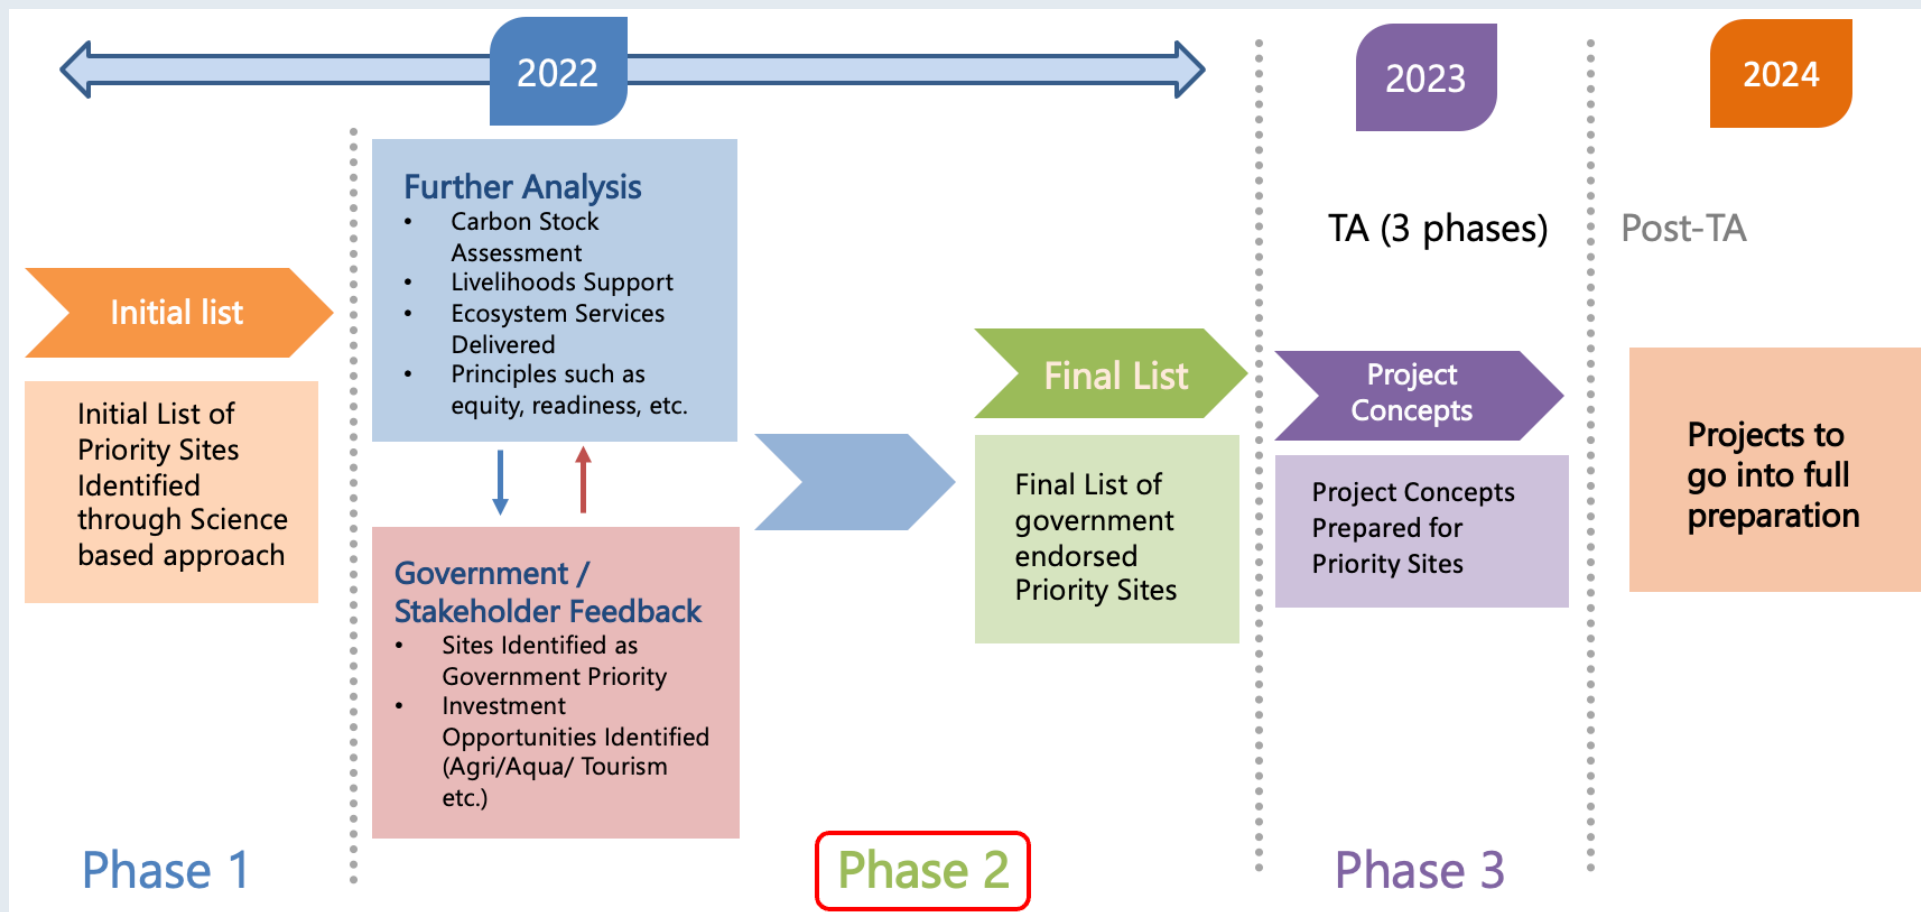 2022
2023
2024
Further Analysis
• Carbon Stock
Assessment
• Livelihoods Support
• Ecosystem Services
Delivered
• Principles such as
equity, readiness, etc.
TA (3 phases)
Post-TA
Initial list
Initial List of
Priority Sites
Identified
through Science
based approach
Government /
Stakeholder Feedback
• Sites Identified as
Government Priority
• Investment
Opportunities Identified
(Agri/Aqua/ Tourism
etc.)
Final List
Final List of
government
endorsed
Priority Sites
Project
Concepts
Project Concepts
Prepared for
Priority Sites
Projects to
go into full
preparation
Phase 1
Phase 2
Phase 3